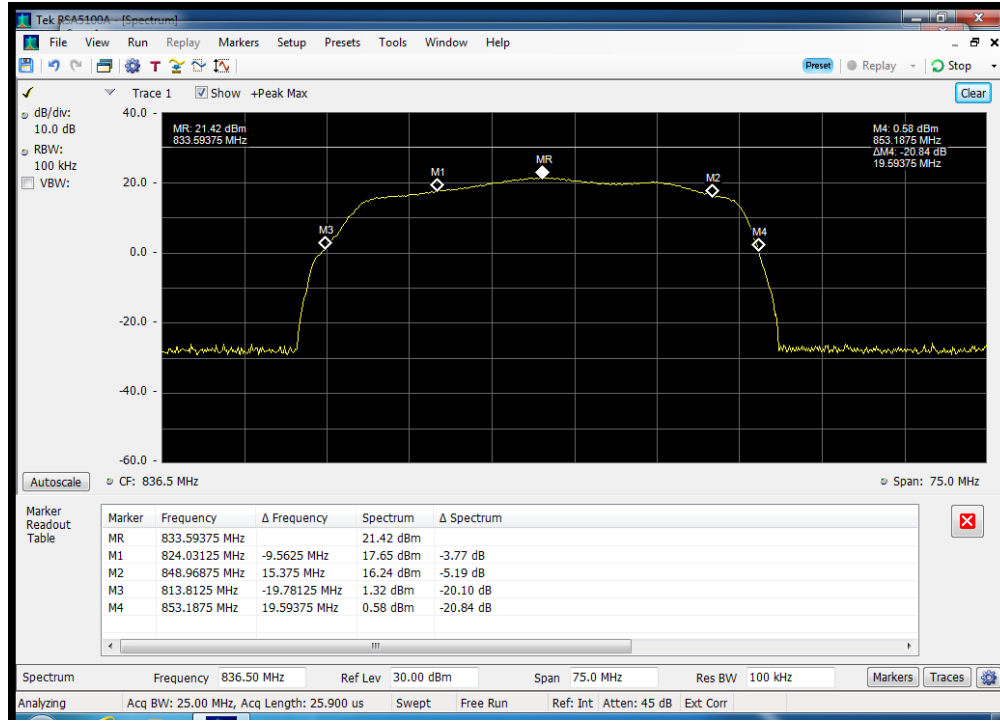 Tek RSA5100A - [Spectrum]
File View Run Replay Markers Setup Presets Tools Window Help
T Preset Replay Stop
Trace 1 Show +Peak Max Clear
dB/div:
10.0 dB
RBW:
100 kHz
VBW:
40.0 -
20.0 -
0.0 -
-20.0 -
-40.0 -
-60.0 -
MR: 21.42 dBm
833.59375 MHz
M4: 0.58 dBm
853.1875 MHz
ΔM4: -20.84 dB
19.59375 MHz
MR
M1
M2
M3
M4
Autoscale CF: 836.5 MHz Span: 75.0 MHz
Marker
Readout
Table
Marker Frequency Δ Frequency Spectrum Δ Spectrum
MR 833.59375 MHz 21.42 dBm
M1 824.03125 MHz -9.5625 MHz 17.65 dBm -3.77 dB
M2 848.96875 MHz 15.375 MHz 16.24 dBm -5.19 dB
M3 813.8125 MHz -19.78125 MHz 1.32 dBm -20.10 dB
M4 853.1875 MHz 19.59375 MHz 0.58 dBm -20.84 dB
Spectrum Frequency 836.50 MHz Ref Lev 30.00 dBm Span 75.0 MHz Res BW 100 kHz Markers Traces
Analyzing Acq BW: 25.00 MHz, Acq Length: 25.900 us Swept Free Run Ref: Int Atten: 45 dB Ext Corr